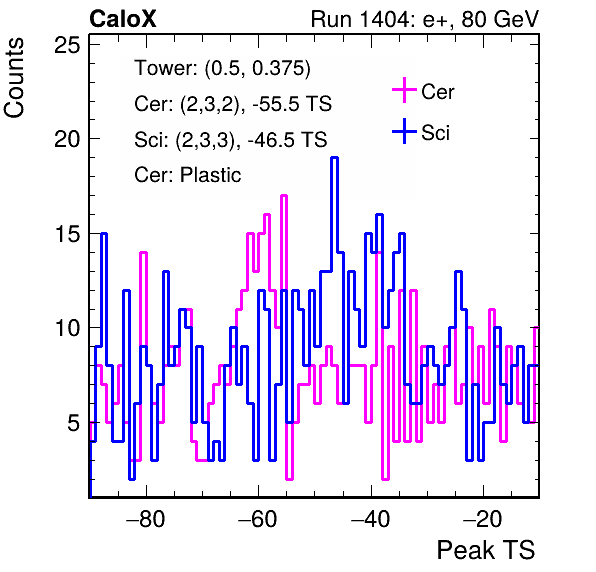 CaloX Run 1404: e+, 80 GeV
Counts
25
20
15
10
5
Tower: (0.5, 0.375)
Cer: (2,3,2), -55.5 TS
Sci: (2,3,3), -46.5 TS
Cer: Plastic
Cer
Sci
−80 −60 −40 −20
Peak TS